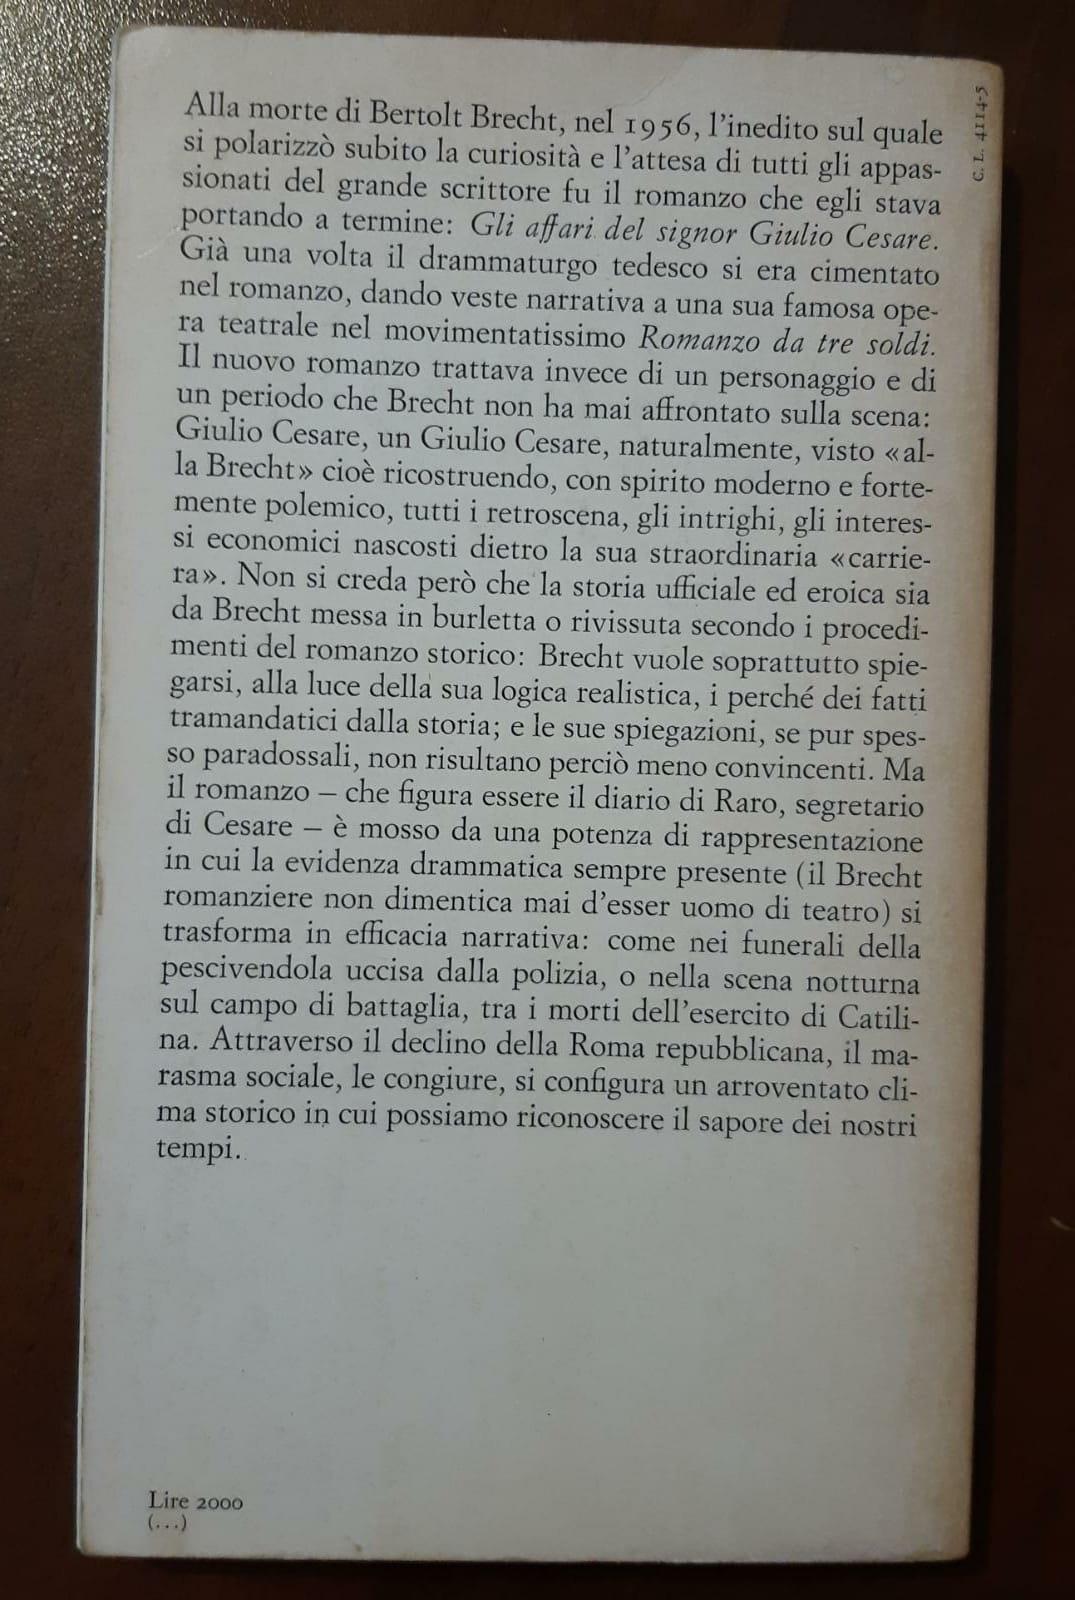 Alla morte di Bertolt Brecht, nel 1956, l'inedito sul quale
si polarizzò subito la curiosità e l'attesa di tutti gli appas-
sionati del grande scrittore fu il romanzo che egli stava
portando a termine: Gli affari del signor Giulio Cesare.
Già una volta il drammaturgo tedesco si era cimentato
nel romanzo, dando veste narrativa a una sua famosa ope-
ra teatrale nel movimentatissimo Romanzo da tre soldi.
Il nuovo romanzo trattava invece di un personaggio e di
un periodo che Brecht non ha mai affrontato sulla scena:
Giulio Cesare, un Giulio Cesare, naturalmente, visto «al-
la Brecht» cioè ricostruendo, con spirito moderno e forte-
mente polemico, tutti i retroscena, gli intrighi, gli interes-
si economici nascosti dietro la sua straordinaria «carrie-
ra». Non si creda però che la storia ufficiale ed eroica sia
da Brecht messa in burletta o rivissuta secondo i procedi-
menti del romanzo storico: Brecht vuole soprattutto spie-
garsi, alla luce della sua logica realistica, i perché dei fatti
tramandatici dalla storia; e le sue spiegazioni, se pur spes-
so paradossali, non risultano perciò meno convincenti. Ma
il romanzo – che figura essere il diario di Raro, segretario
di Cesare – è mosso da una potenza di rappresentazione
in cui la evidenza drammatica sempre presente (il Brecht
romanziere non dimentica mai d'esser uomo di teatro) si
trasforma in efficacia narrativa: come nei funerali della
pescivendola uccisa dalla polizia, o nella scena notturna
sul campo di battaglia, tra i morti dell'esercito di Catili-
na. Attraverso il declino della Roma repubblicana, il ma-
rasma sociale, le congiure, si configura un arroventato cli-
ma storico in cui possiamo riconoscere il sapore dei nostri
tempi.
Lire 2000
(...)
C. L. 4114-5